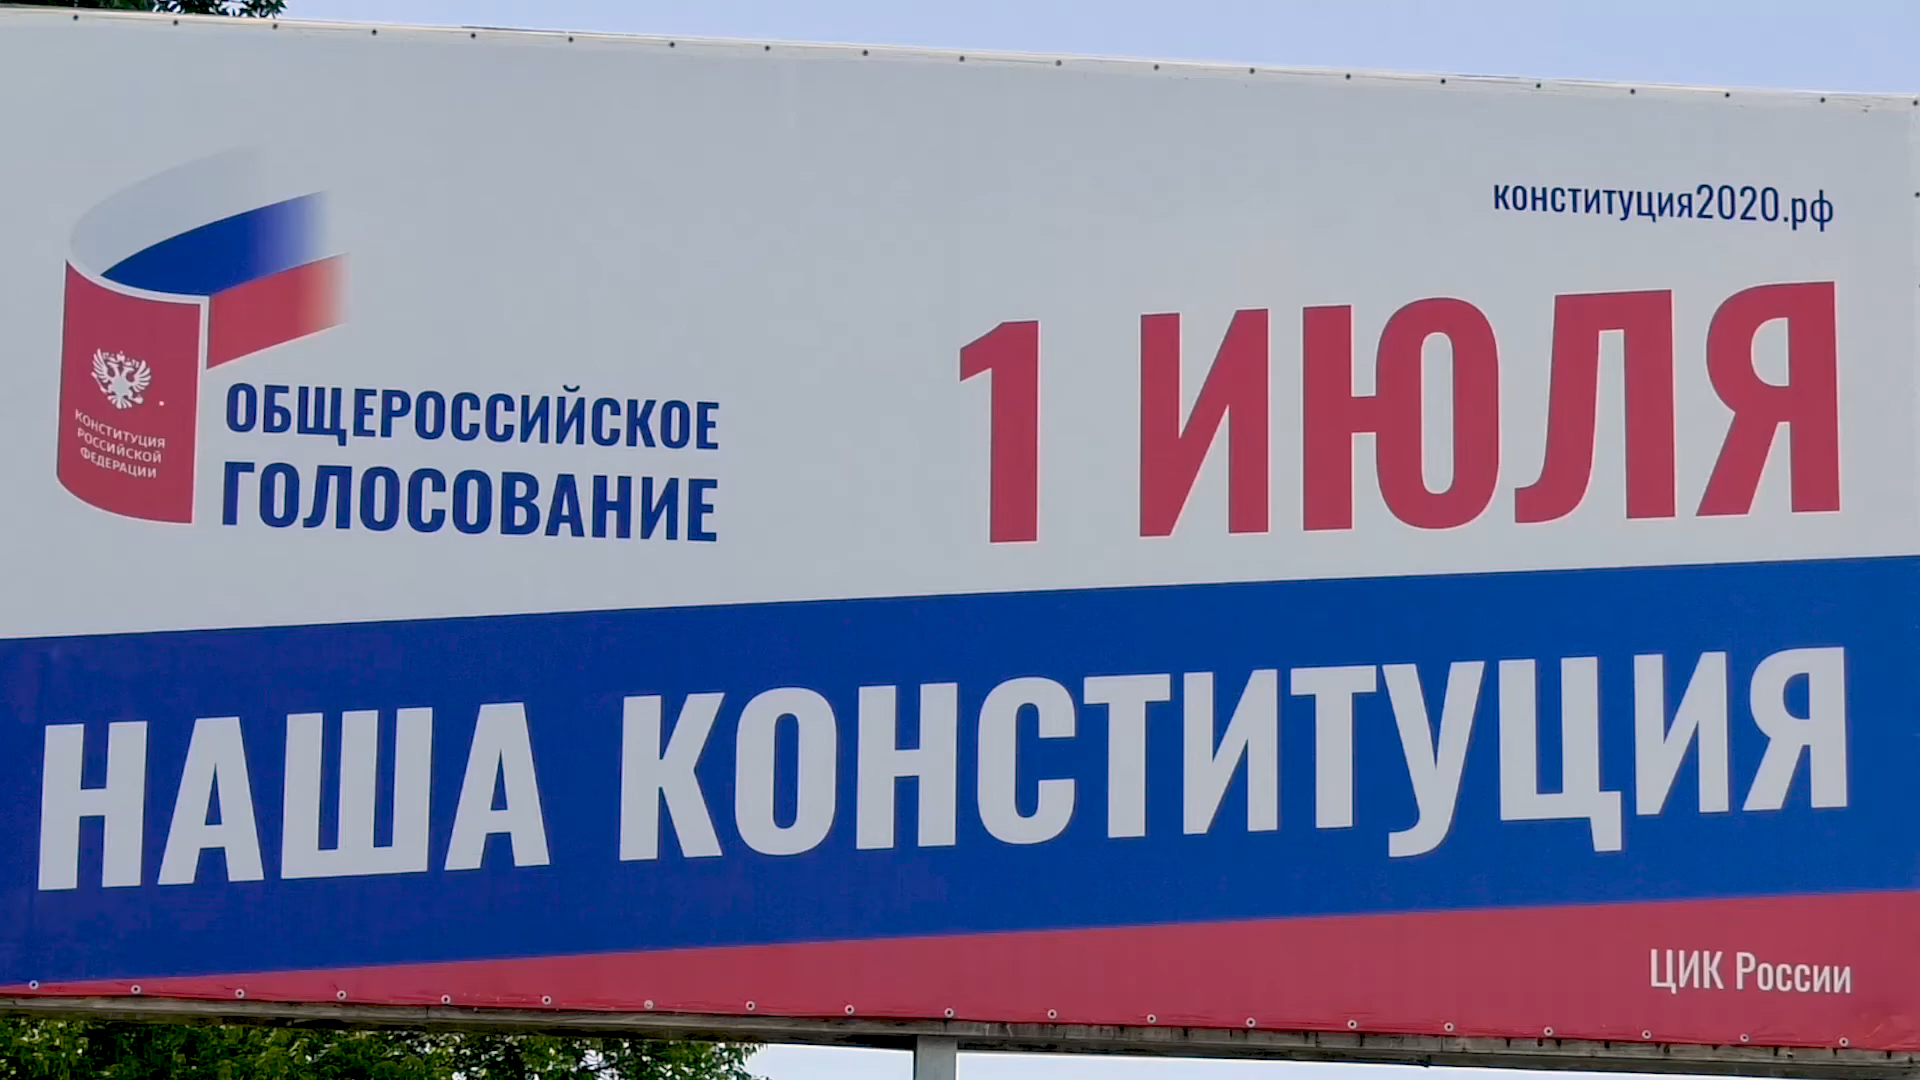 конституция2020.рф
1 ИЮЛЯ
КОНСТИТУЦИЯ
РОССИЙСКОЙ
ФЕДЕРАЦИИ
ОБЩЕРОССИЙСКОЕ
ГОЛОСОВАНИЕ
НАША КОНСТИТУЦИЯ
ЦИК России